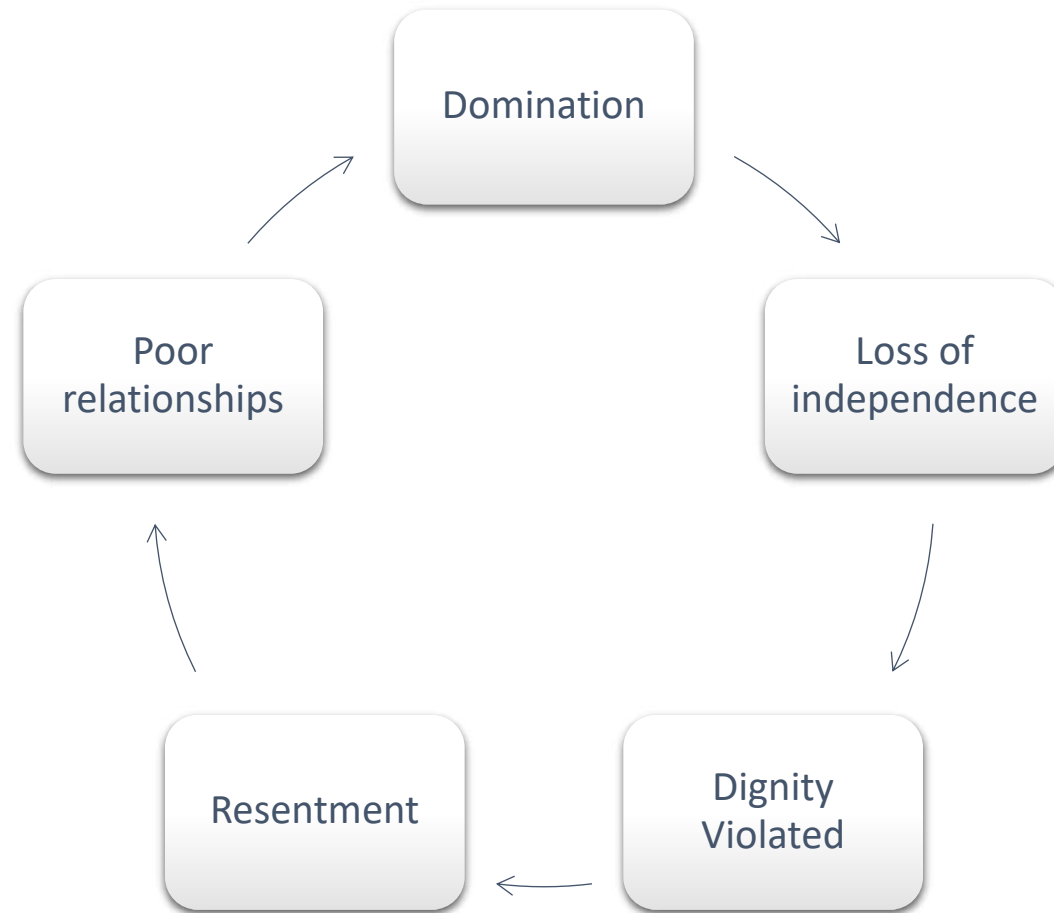 Domination
Loss of
independence
Dignity
Violated
Resentment
Poor
relationships